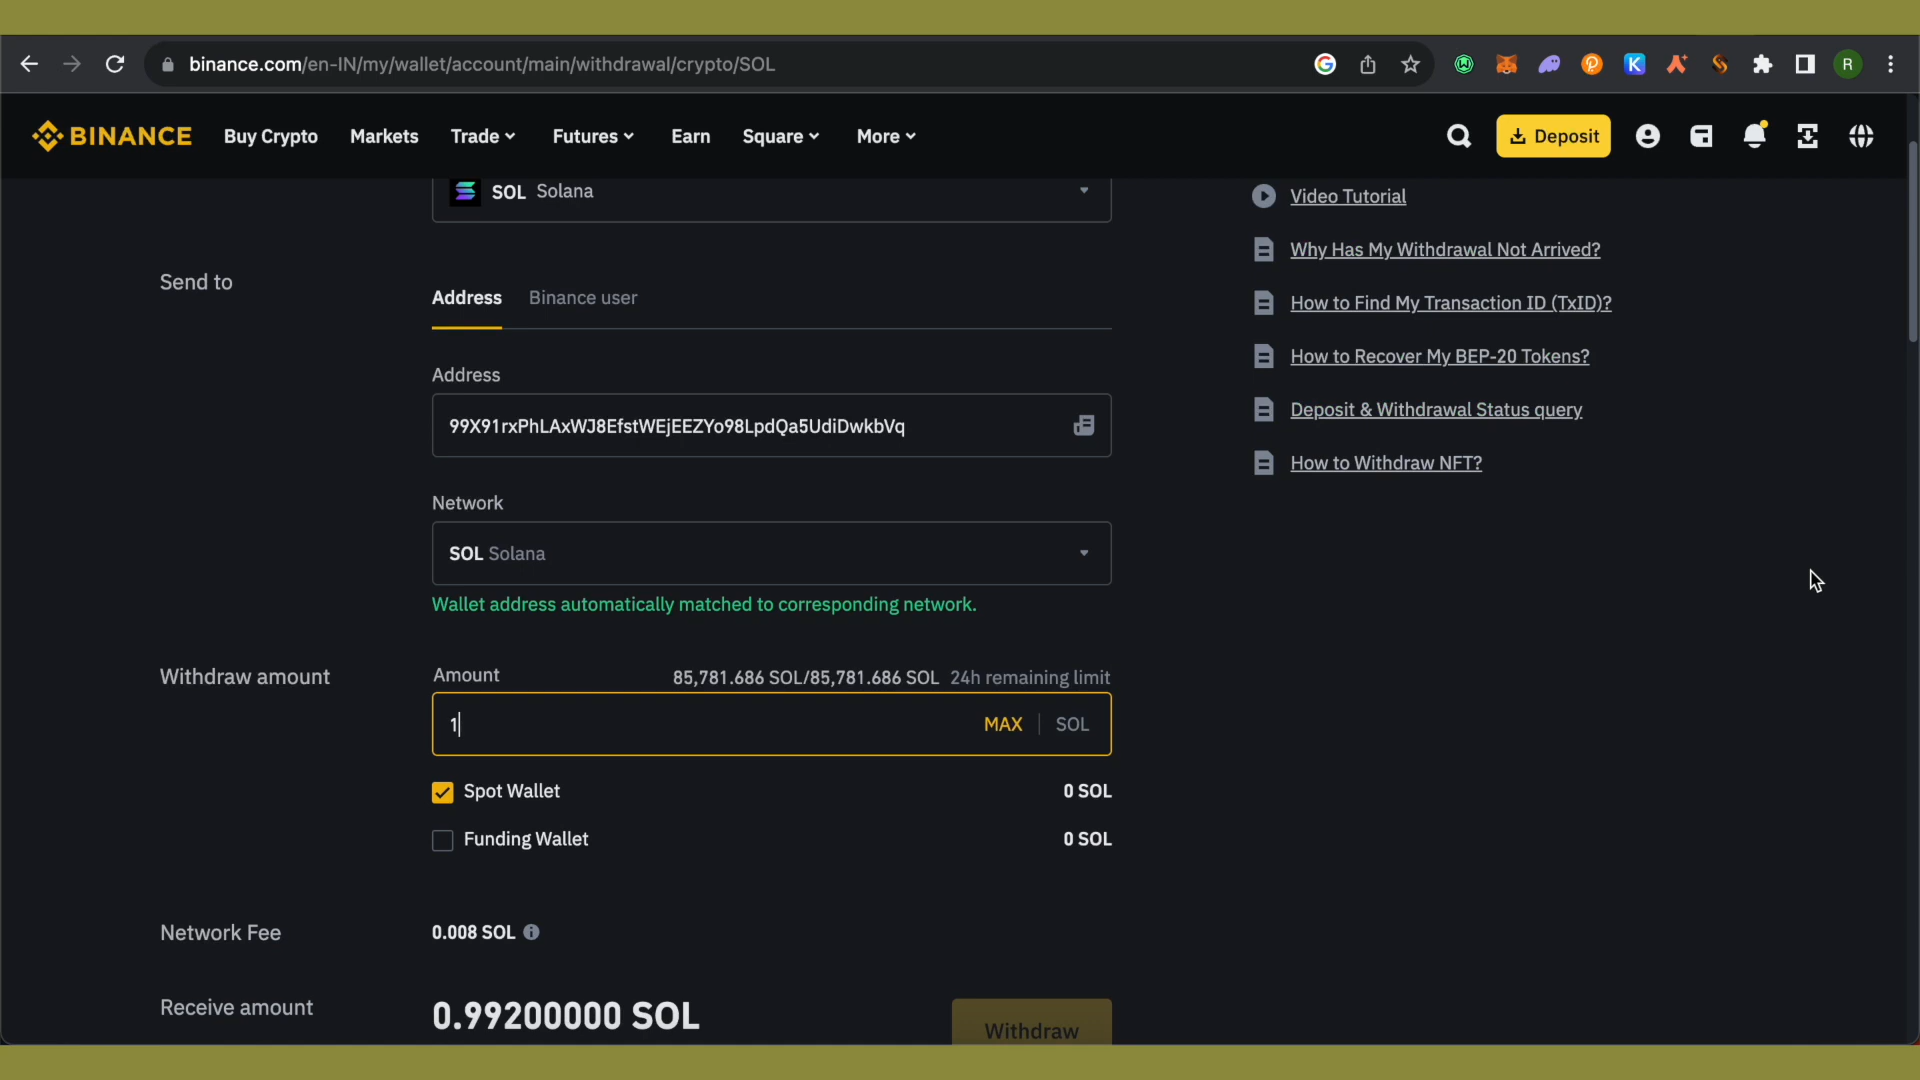 binance.com/en-IN/my/wallet/account/main/withdrawal/crypto/SOL
R
BINANCE
Buy Crypto
Markets
Trade
Futures
Earn
Square
More
Deposit
SOL Solana
Send to
Address
Binance user
Address
99X91rxPhLAxWJ8EfstWEjEEZYo98LpdQa5UdiDwkbVq
Network
SOL Solana
Wallet address automatically matched to corresponding network.
Withdraw amount
Amount
85,781.686 SOL/85,781.686 SOL 24h remaining limit
1
MAX
SOL
Spot Wallet
0 SOL
Funding Wallet
0 SOL
Network Fee
0.008 SOL
Receive amount
0.99200000 SOL
Withdraw
Video Tutorial
Why Has My Withdrawal Not Arrived?
How to Find My Transaction ID (TxID)?
How to Recover My BEP-20 Tokens?
Deposit & Withdrawal Status query
How to Withdraw NFT?